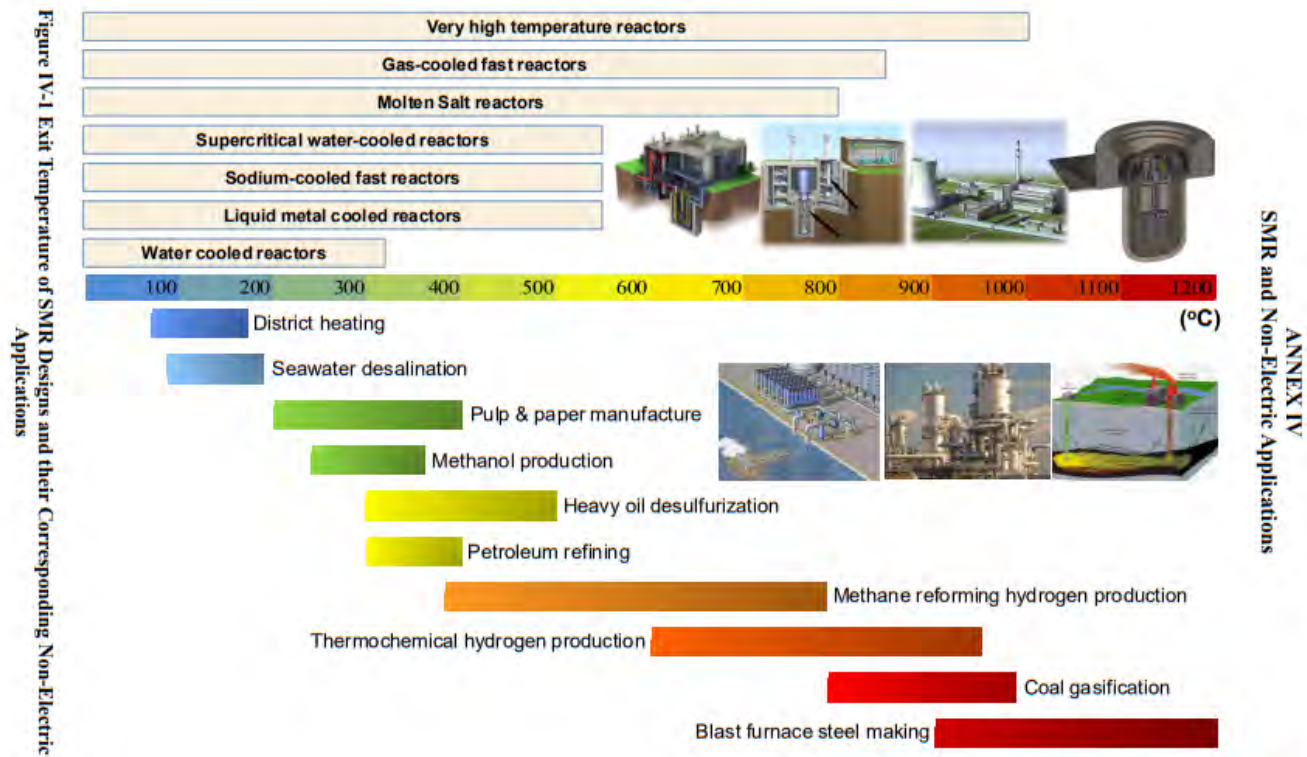 ANNEX IV
SMR and Non-Electric Applications
Very high temperature reactors
Gas-cooled fast reactors
Molten Salt reactors
Supercritical water-cooled reactors
Sodium-cooled fast reactors
Liquid metal cooled reactors
Water cooled reactors
100 200 300 400 500 600 700 800 900 1000 1100 1200
(°C)
District heating
Seawater desalination
Pulp & paper manufacture
Methanol production
Heavy oil desulfurization
Petroleum refining
Methane reforming hydrogen production
Thermochemical hydrogen production
Coal gasification
Blast furnace steel making
Figure IV-1 Exit Temperature of SMR Designs and their Corresponding Non-Electric
Applications